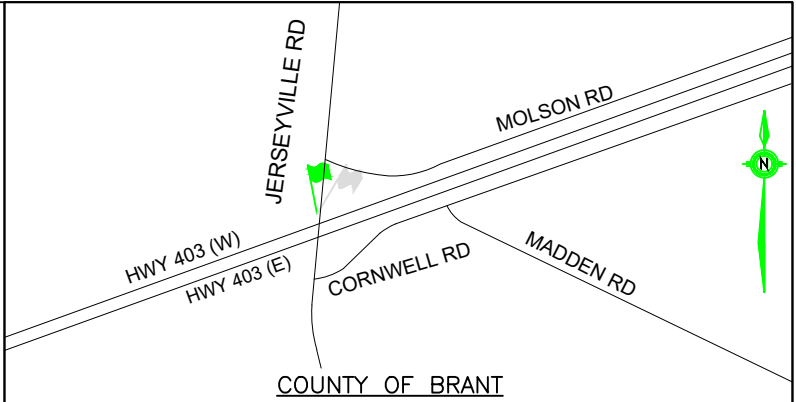 JERSEYVILLE RD
MOLSON RD
N
HWY 403 (W)
HWY 403 (E)
CORNWELL RD
MADDEN RD
COUNTY OF BRANT